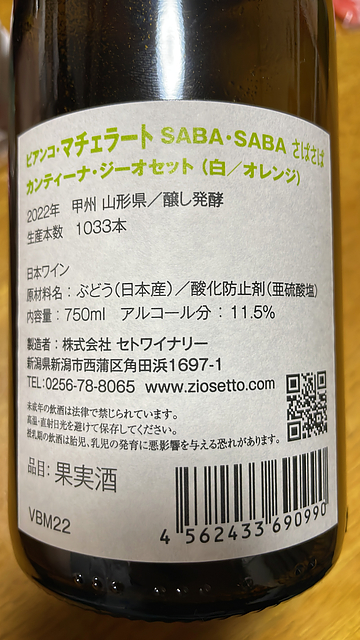 ビアンコ・マチェラート SABA・SABA さばさば
カンティーナ・ジーオセット（白／オレンジ）
2022年　甲州 山形県／醸し発酵
生産本数　1033本
日本ワイン
原材料名：ぶどう（日本産）／酸化防止剤（亜硫酸塩）
内容量：750ml　アルコール分：11.5%
製造者：株式会社 セトワイナリー
新潟県新潟市西蒲区角田浜1697-1
TEL:0256-78-8065　www.ziosetto.com
未成年の飲酒は法律で禁じられています。
高温・直射日光を避けて保存してください。
授乳期の飲酒は胎児、乳児の発育に悪影響を与える恐れがあります。
品目：果実酒
VBM22
4 562433 690990